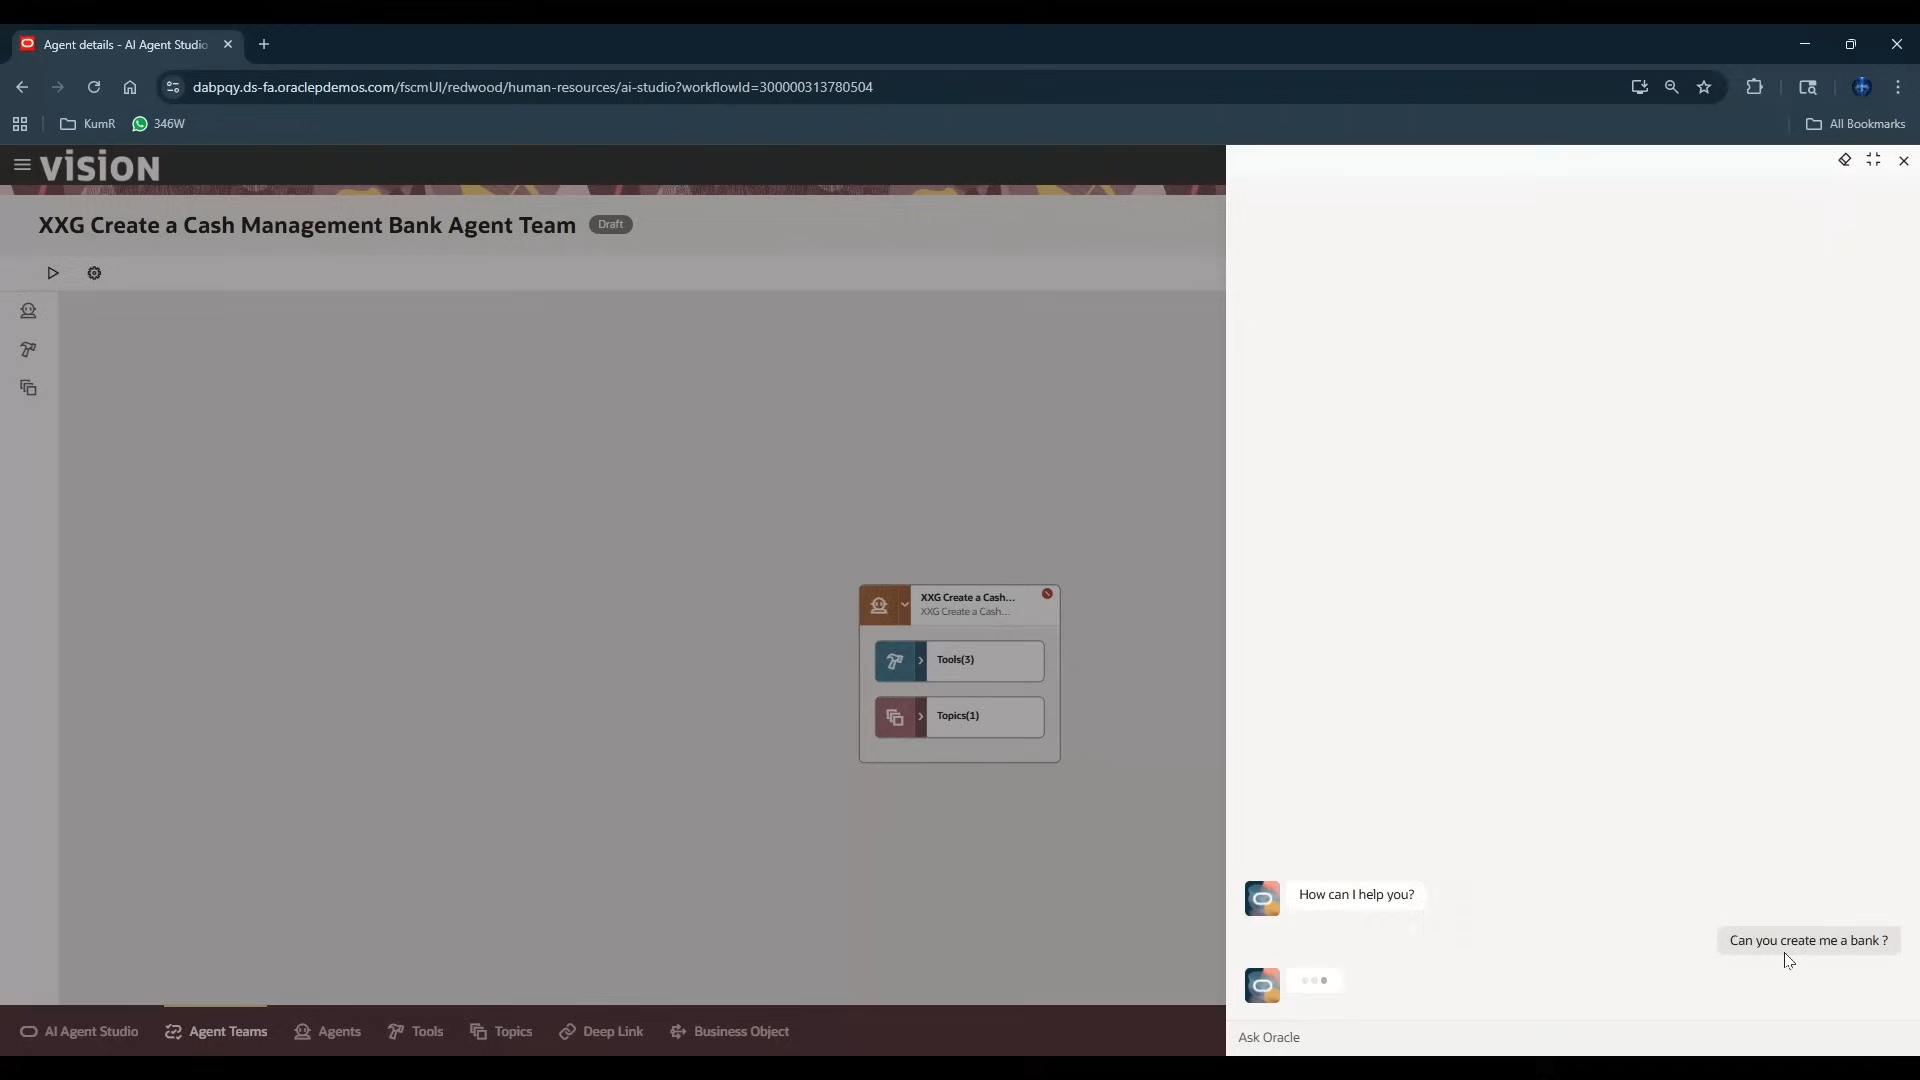 Agent details - AI Agent Studio
dabpqy.ds-fa.oraclepdemos.com/fscmUI/redwood/human-resources/ai-studio?workflowId=300000313780504
KumR
346W
All Bookmarks
vision
XXG Create a Cash Management Bank Agent Team
Draft
XXG Create a Cash...
XXG Create a Cash...
Tools(3)
Topics(1)
How can I help you?
Can you create me a bank ?
Ask Oracle
AI Agent Studio
Agent Teams
Agents
Tools
Topics
Deep Link
Business Object